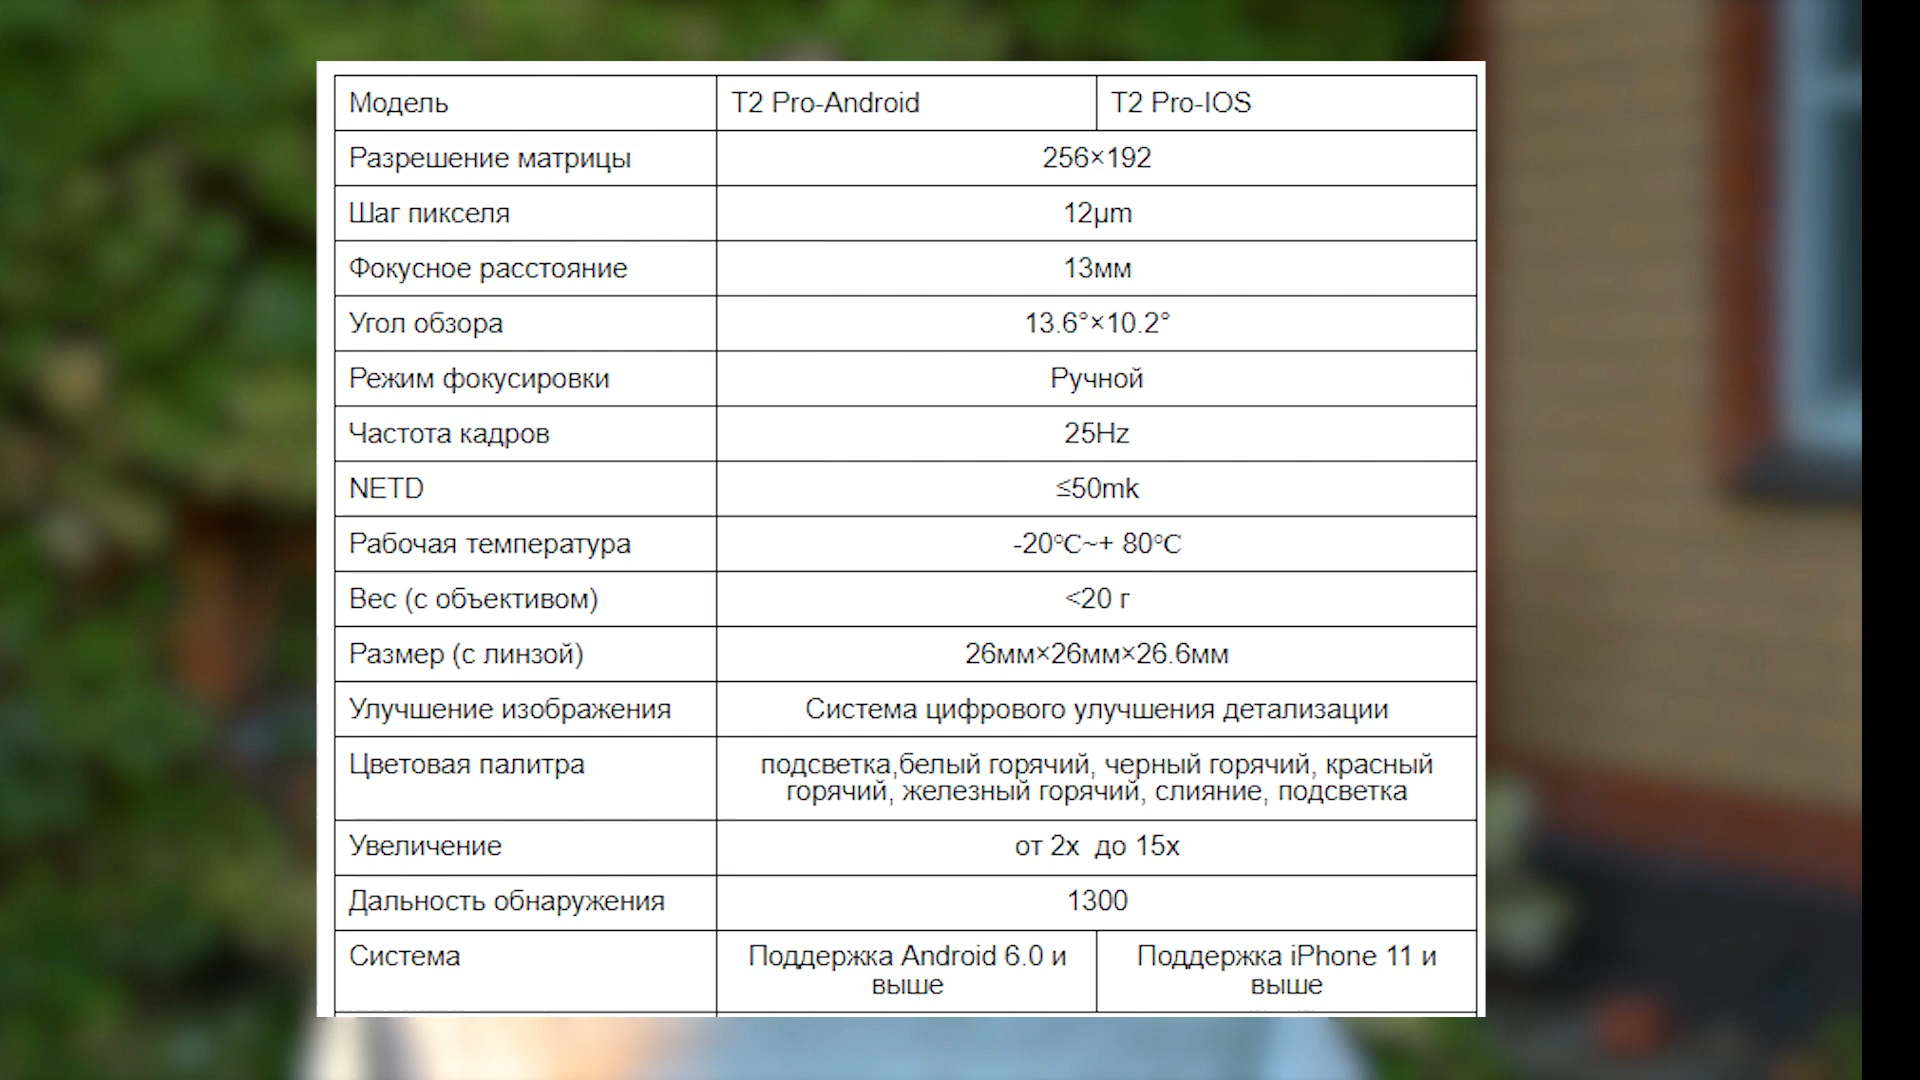 Модель T2 Pro-Android T2 Pro-IOS
Разрешение матрицы 256×192
Шаг пикселя 12μm
Фокусное расстояние 13мм
Угол обзора 13.6°×10.2°
Режим фокусировки Ручной
Частота кадров 25Hz
NETD ≤50mk
Рабочая температура -20℃~+ 80℃
Вес (с объективом) <20 г
Размер (с линзой) 26мм×26мм×26.6мм
Улучшение изображения Система цифрового улучшения детализации
Цветовая палитра подсветка,белый горячий, черный горячий, красный
горячий, железный горячий, слияние, подсветка
Увеличение от 2x до 15x
Дальность обнаружения 1300
Система Поддержка Android 6.0 и Поддержка iPhone 11 и
выше выше